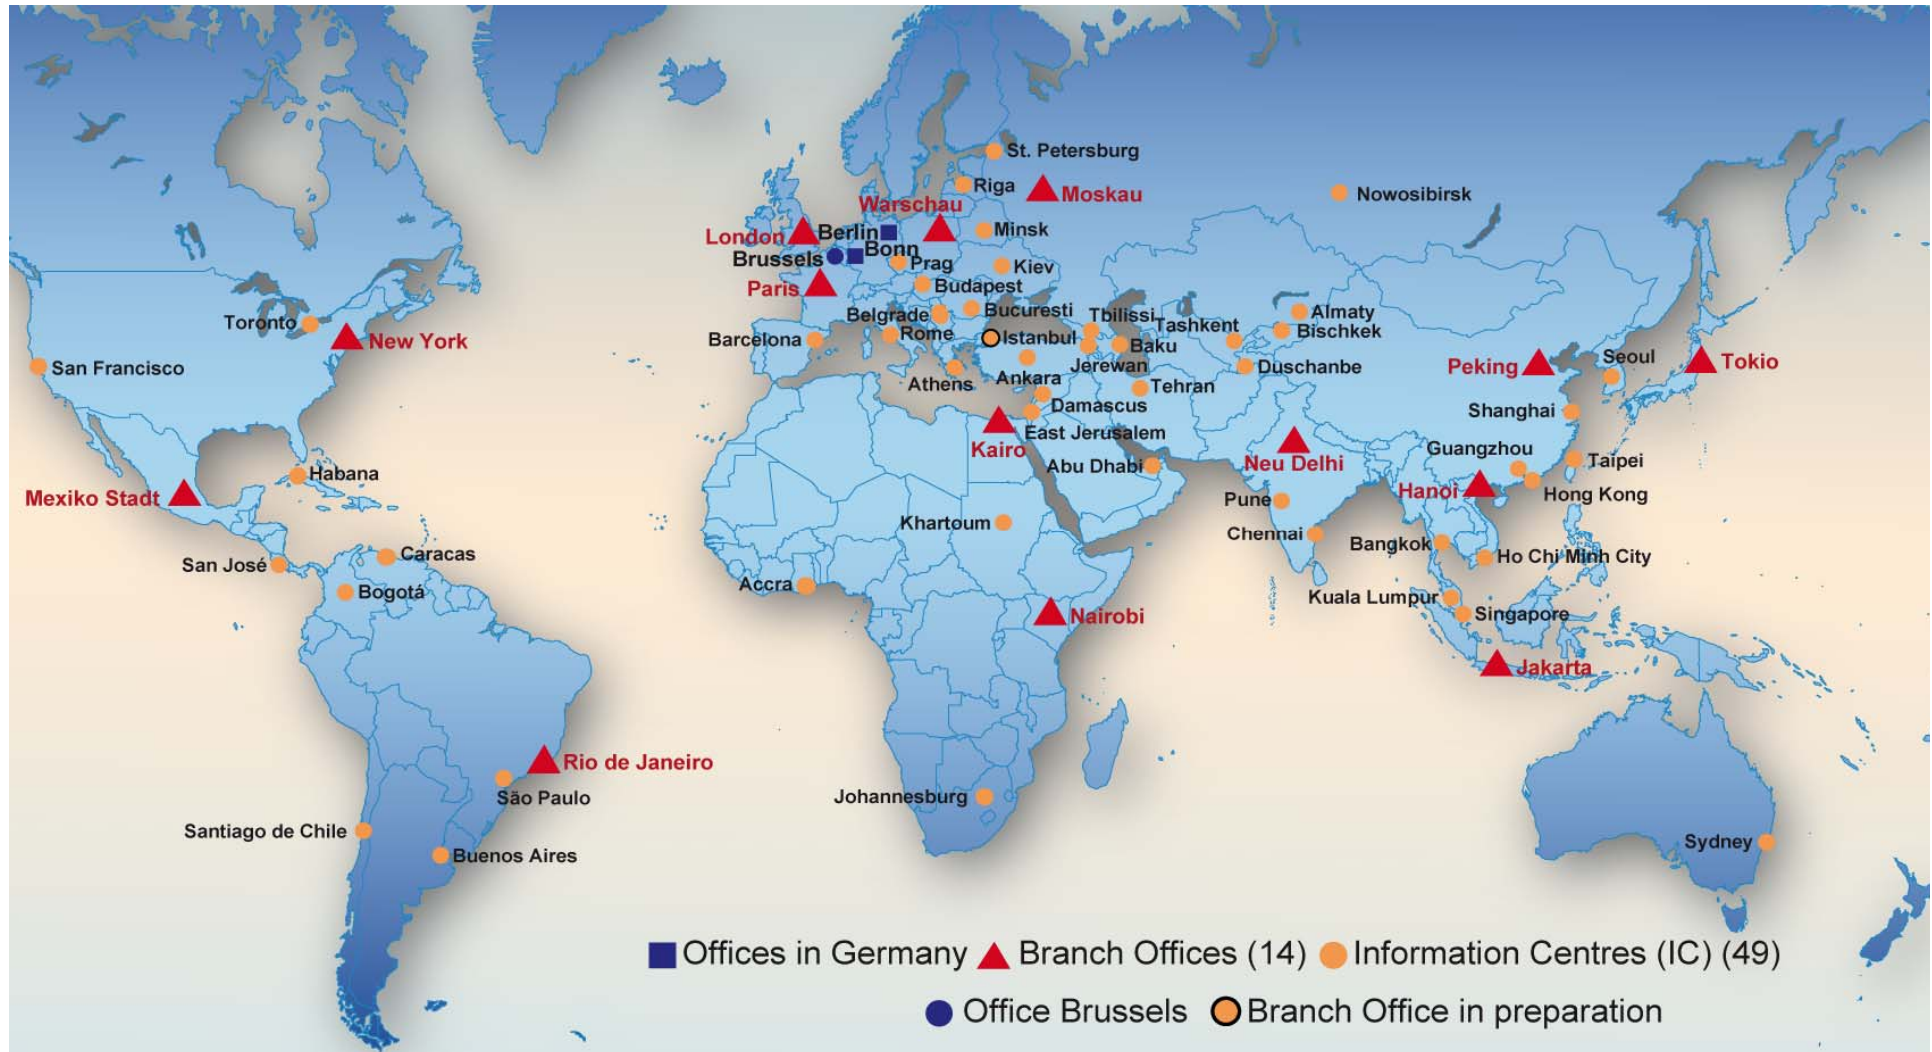 St. Petersburg
Riga
Moskau
Nowosibirsk
Warschau
London
Berlin
Minsk
Bonn
Brussels
Prag
Kiev
Paris
Budapest
Toronto
Belgrade
Bucuresti
Tbilissi
Almaty
New York
Barcelona
Rome
Istanbul
Tashkent
Bischkek
Baku
San Francisco
Athens
Ankara
Jerewan
Duschanbe
Peking
Seoul
Tokio
Tehran
Damascus
Shanghai
East Jerusalem
Kairo
Guangzhou
Habana
Abu Dhabi
Neu Delhi
Taipei
Mexiko Stadt
Pune
Hanoi
Hong Kong
Khartoum
Chennai
Bangkok
San José
Caracas
Ho Chi Minh City
Bogotá
Accra
Kuala Lumpur
Nairobi
Singapore
Jakarta
Rio de Janeiro
São Paulo
Johannesburg
Santiago de Chile
Buenos Aires
Sydney
Offices in Germany Branch Offices (14) Information Centres (IC) (49)
Office Brussels Branch Office in preparation